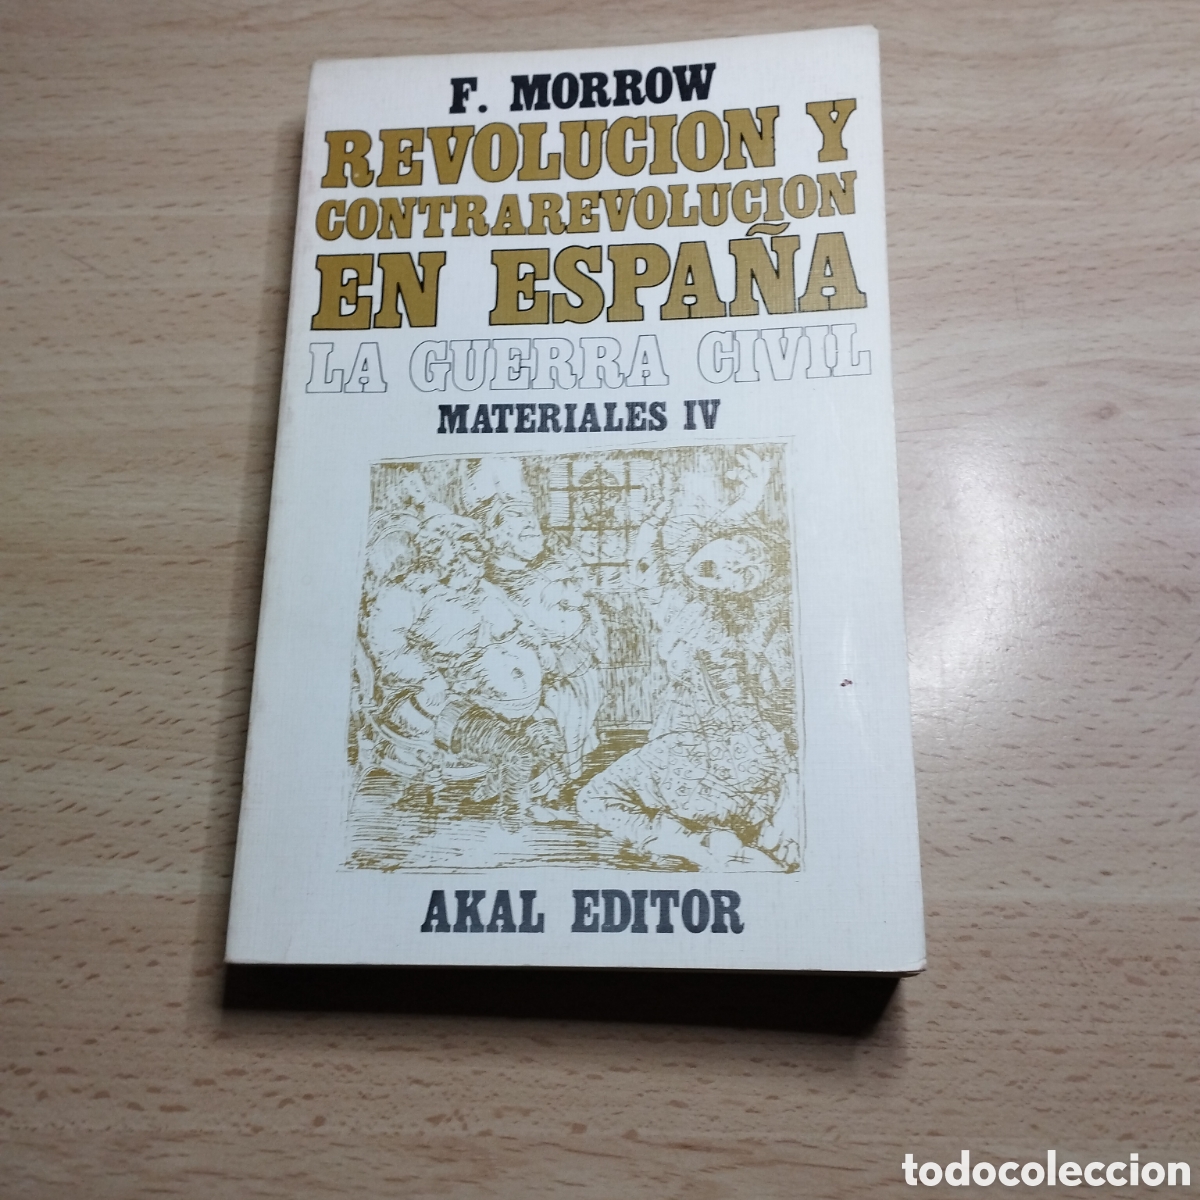 F. MORROW
REVOLUCION Y
CONTRAREVOLUCION
EN ESPAÑA
LA GUERRA CIVIL
MATERIALES IV
AKAL EDITOR
todocoleccion